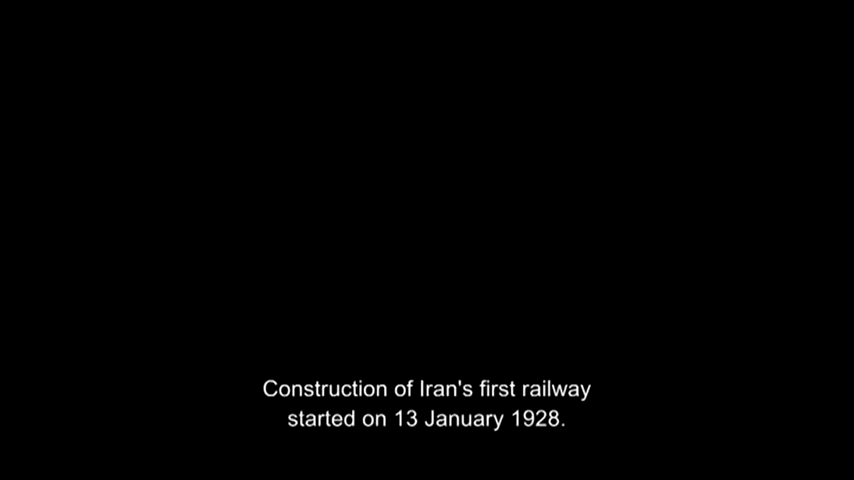 Construction of Iran's first railway
started on 13 January 1928.